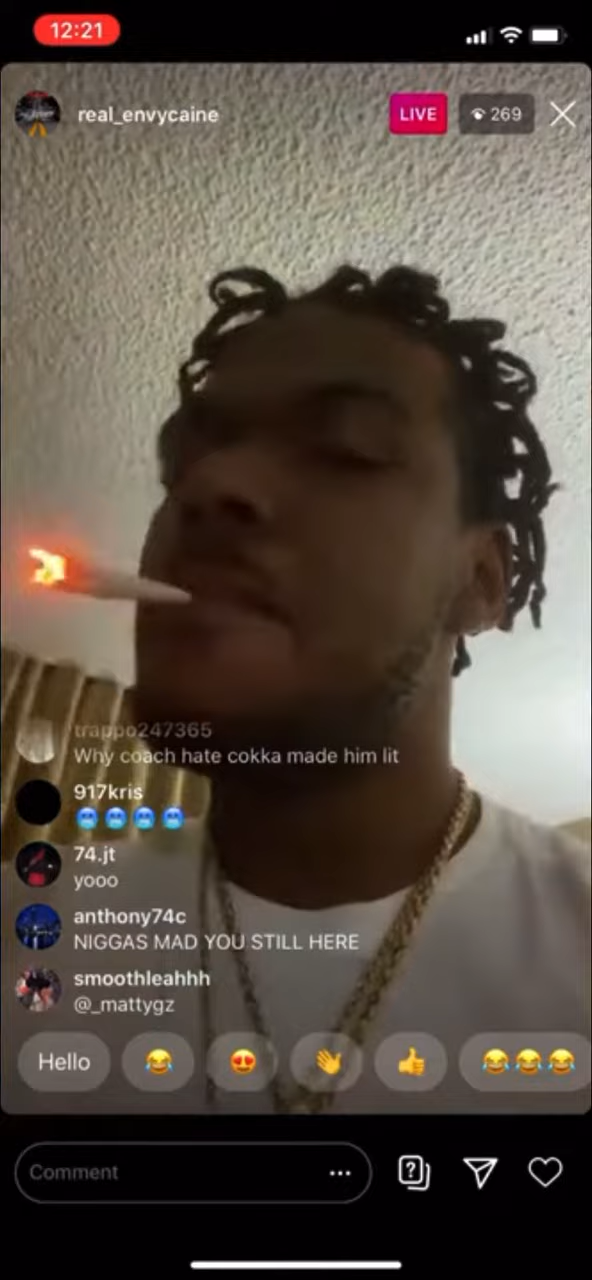 12:21
real_envycaine
LIVE
269
trappo247365
Why coach hate cokka made him lit
917kris
🥶🥶🥶🥶
74.jt
yooo
anthony74c
NIGGAS MAD YOU STILL HERE
smoothleahhh
@_mattygz
Hello 😂 😍 👋 👍 😂😂😂
Comment